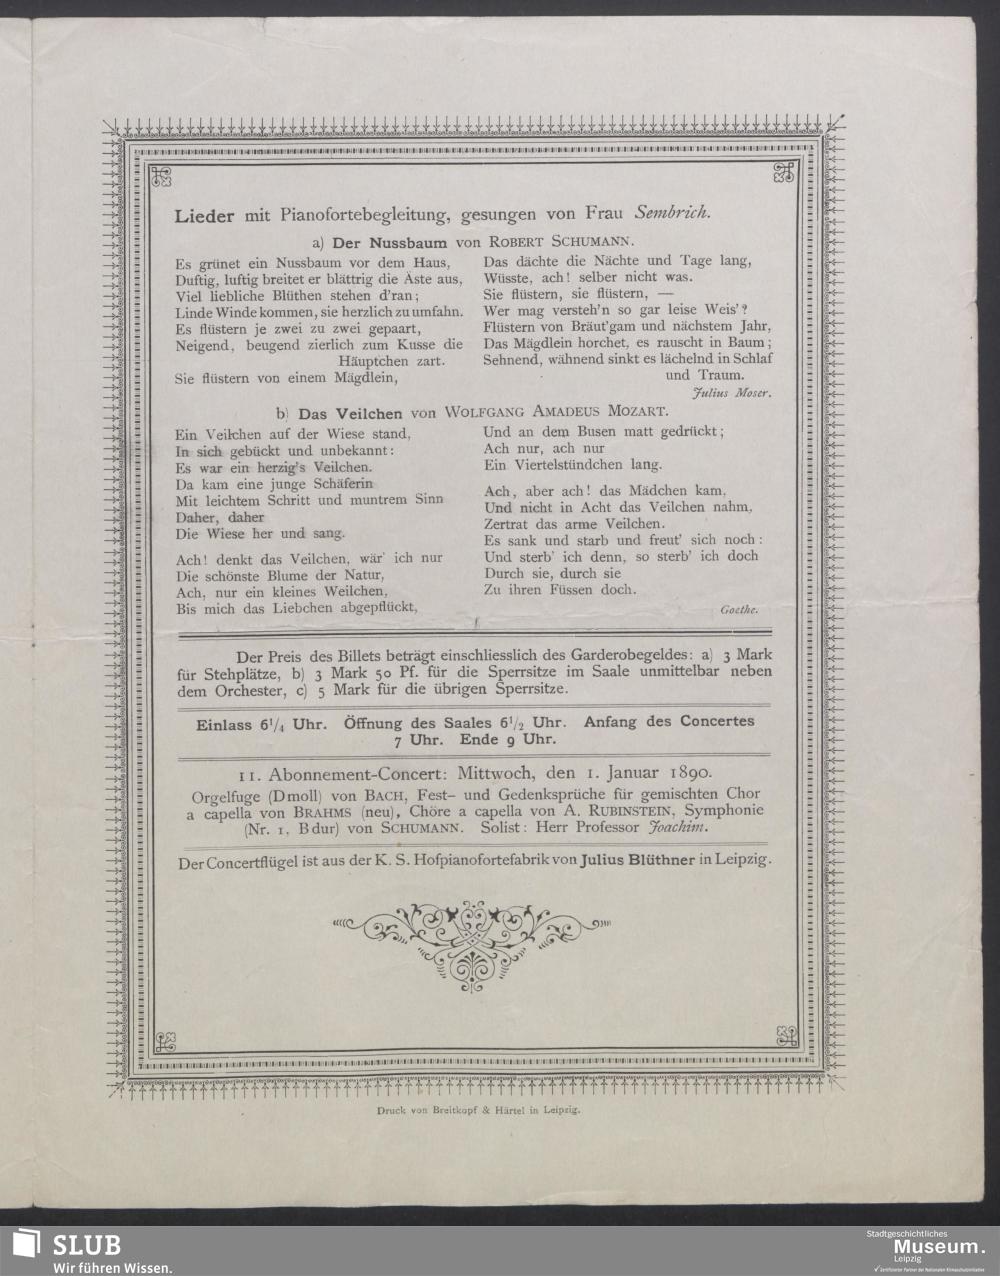 Lieder mit Pianofortebegleitung, gesungen von Frau Sembrich.
a) Der Nussbaum von ROBERT SCHUMANN.
Es grünet ein Nussbaum vor dem Haus,
Duftig, luftig breitet er blättrig die Äste aus,
Viel liebliche Blüthen stehen d'ran;
Linde Winde kommen, sie herzlich zu umfahn.
Es flüstern je zwei zu zwei gepaart,
Neigend, beugend zierlich zum Kusse die
Häuptchen zart.
Sie flüstern von einem Mägdlein,
Das dächte die Nächte und Tage lang,
Wüsste, ach! selber nicht was.
Sie flüstern, sie flüstern, —
Wer mag versteh'n so gar leise Weis'?
Flüstern von Bräut'gam und nächstem Jahr,
Das Mägdlein horchet, es rauscht in Baum;
Sehnend, wähnend sinkt es lächelnd in Schlaf
und Traum.
Julius Moser.
b) Das Veilchen von WOLFGANG AMADEUS MOZART.
Ein Veilchen auf der Wiese stand,
In sich gebückt und unbekannt:
Es war ein herzig's Veilchen.
Da kam eine junge Schäferin
Mit leichtem Schritt und muntrem Sinn
Daher, daher
Die Wiese her und sang.
Ach! denkt das Veilchen, wär' ich nur
Die schönste Blume der Natur,
Ach, nur ein kleines Weilchen,
Bis mich das Liebchen abgepflückt,
Und an dem Busen matt gedrückt;
Ach nur, ach nur
Ein Viertelstündchen lang.
Ach, aber ach! das Mädchen kam,
Und nicht in Acht das Veilchen nahm,
Zertrat das arme Veilchen.
Es sank und starb und freut' sich noch:
Und sterb' ich denn, so sterb' ich doch
Durch sie, durch sie
Zu ihren Füssen doch.
Goethe.
Der Preis des Billets beträgt einschliesslich des Garderobegeldes: a) 3 Mark
für Stehplätze, b) 3 Mark 50 Pf. für die Sperrsitze im Saale unmittelbar neben
dem Orchester, c) 5 Mark für die übrigen Sperrsitze.
Einlass 6¼ Uhr. Öffnung des Saales 6½ Uhr. Anfang des Concertes
7 Uhr. Ende 9 Uhr.
11. Abonnement-Concert: Mittwoch, den 1. Januar 1890.
Orgelfuge (Dmoll) von BACH, Fest- und Gedenksprüche für gemischten Chor
a capella von BRAHMS (neu), Chöre a capella von A. RUBINSTEIN, Symphonie
(Nr. 1, Bdur) von SCHUMANN. Solist: Herr Professor Joachim.
Der Concertflügel ist aus der K. S. Hofpianofortefabrik von Julius Blüthner in Leipzig.
Druck von Breitkopf & Härtel in Leipzig.
SLUB
Wir führen Wissen.
Stadtgeschichtliches
Museum.
Leipzig
Zertifizierter Partner der Nationalen Klimaschutzinitiative